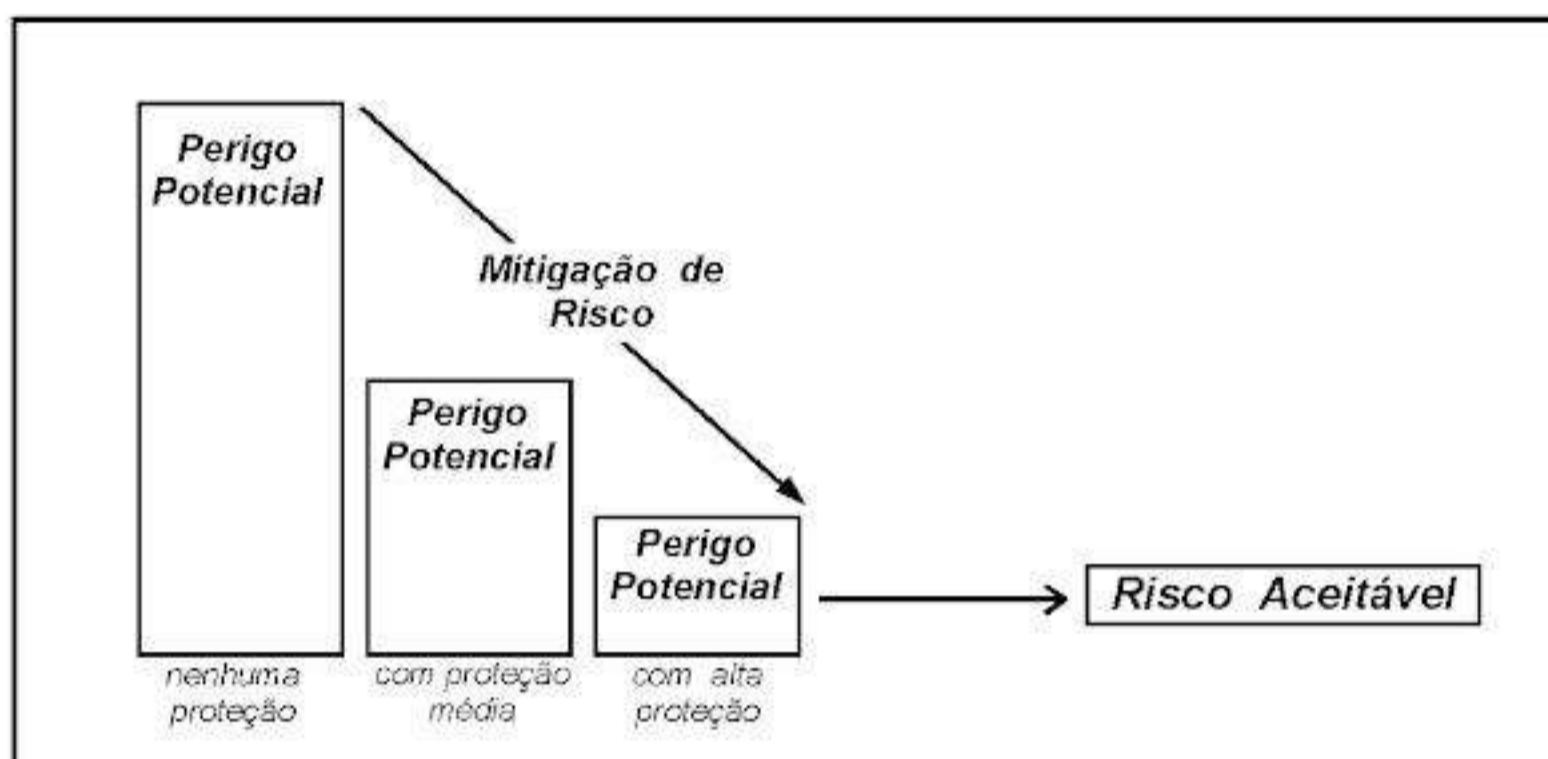 Perigo
Potencial
Mitigação de
Risco
Perigo
Potencial
Perigo
Potencial
Risco Aceitável
nenhuma
proteção
com proteção
média
com alta
proteção